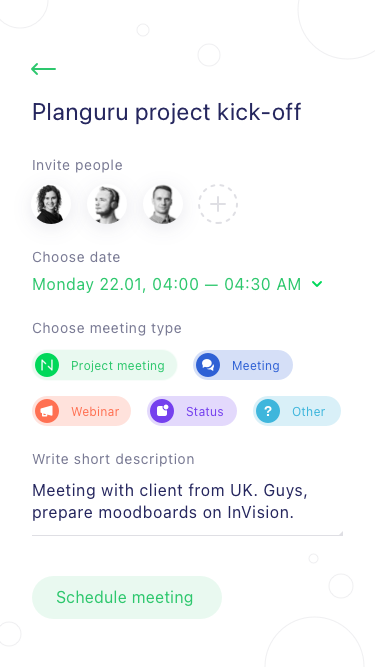 Planguru project kick-off
Invite people
Choose date
Monday 22.01, 04:00 — 04:30 AM
Choose meeting type
Project meeting
Meeting
Webinar
Status
? Other
Write short description
Meeting with client from UK. Guys,
prepare moodboards on InVision.
Schedule meeting